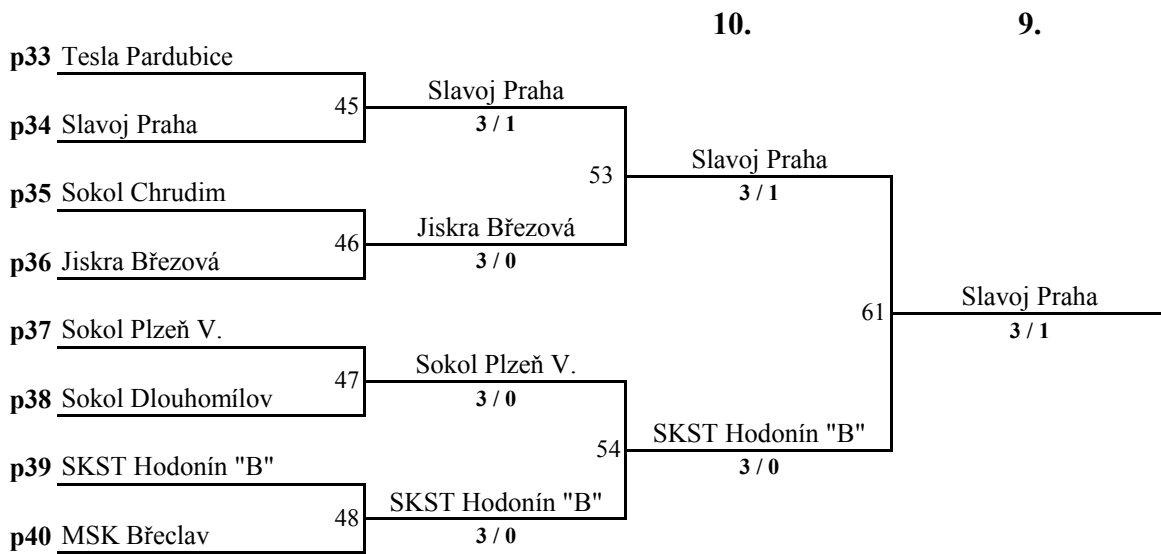 10. 9.
p33 Tesla Pardubice
45 Slavoj Praha
3 / 1
p34 Slavoj Praha
53 Slavoj Praha
3 / 1
p35 Sokol Chrudim
46 Jiskra Březová
3 / 0
p36 Jiskra Březová
61 Slavoj Praha
3 / 1
p37 Sokol Plzeň V.
47 Sokol Plzeň V.
3 / 0
p38 Sokol Dlouhomílov
54 SKST Hodonín "B"
3 / 0
p39 SKST Hodonín "B"
48 SKST Hodonín "B"
3 / 0
p40 MSK Břeclav